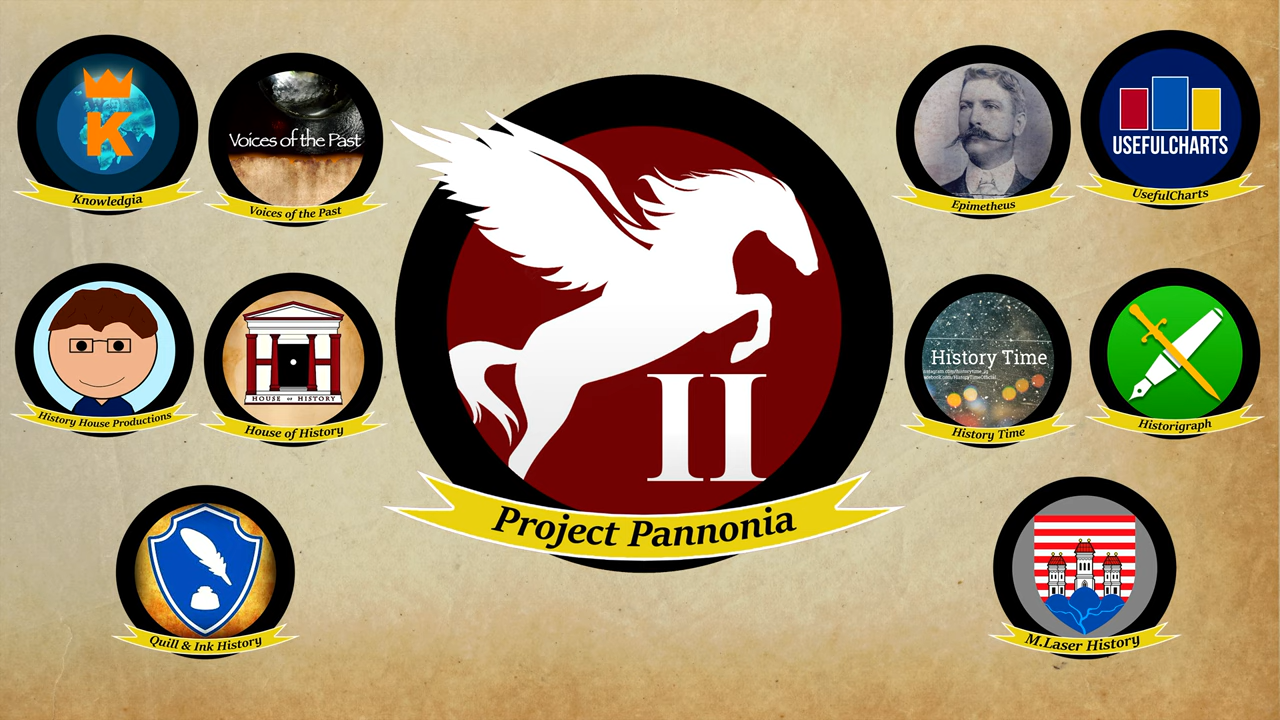 K
Knowledgia
Voices of the Past
Voices of the Past
Epimetheus
USEFULCHARTS
UsefulCharts
History House Productions
HOUSE OF HISTORY
House of History
II
Project Pannonia
History Time
History Time
Historigraph
Quill & Ink History
M.Laser History